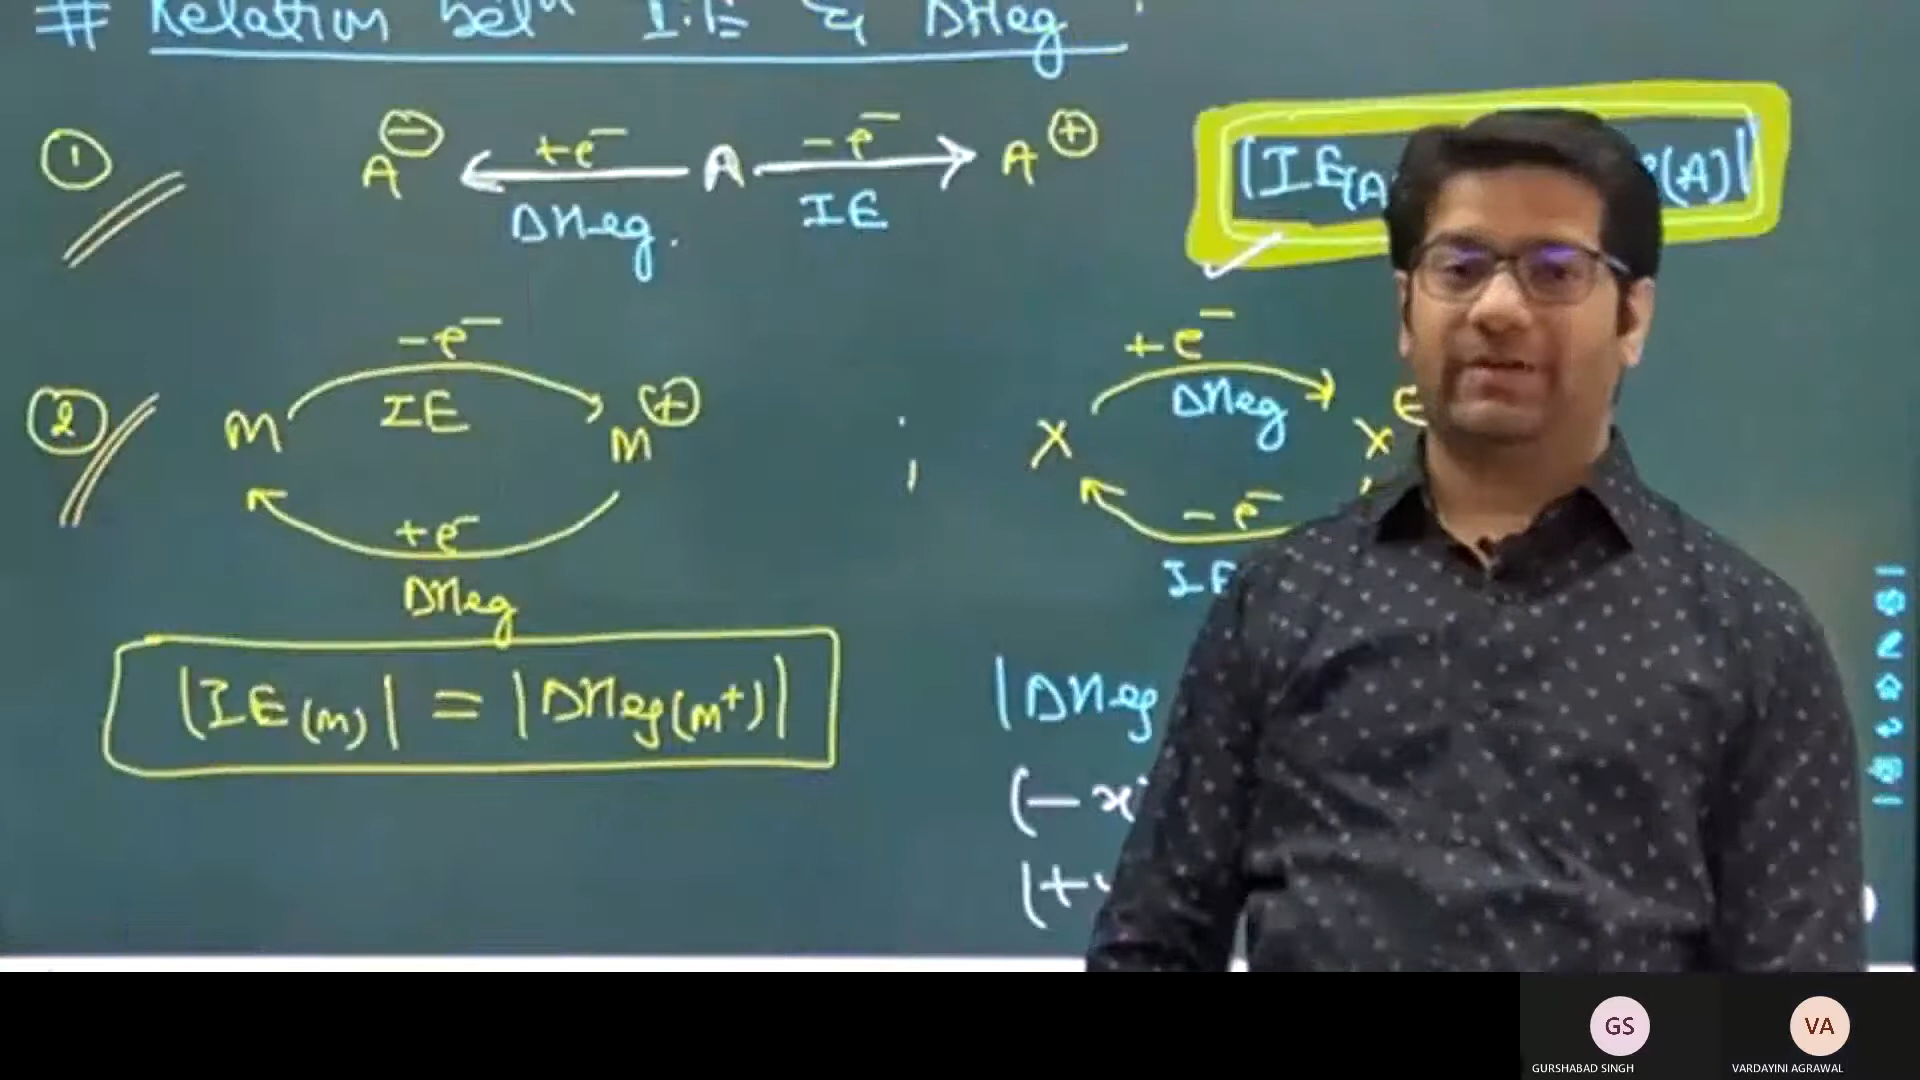 # Relation betⁿ I.E & ΔHeg
① A⊖ ← +e⁻ ΔHeg. A − e⁻ IE → A⊕ |IE(A (A)|
② M − e⁻ IE M⊕ ; X + e⁻ ΔHeg X
+e⁻ ΔHeg − e⁻
|IE(M)| = |ΔHeg(M⁺)| |ΔHeg
(−x
(+
GS VA
GURSHABAD SINGH VARDAYINI AGRAWAL